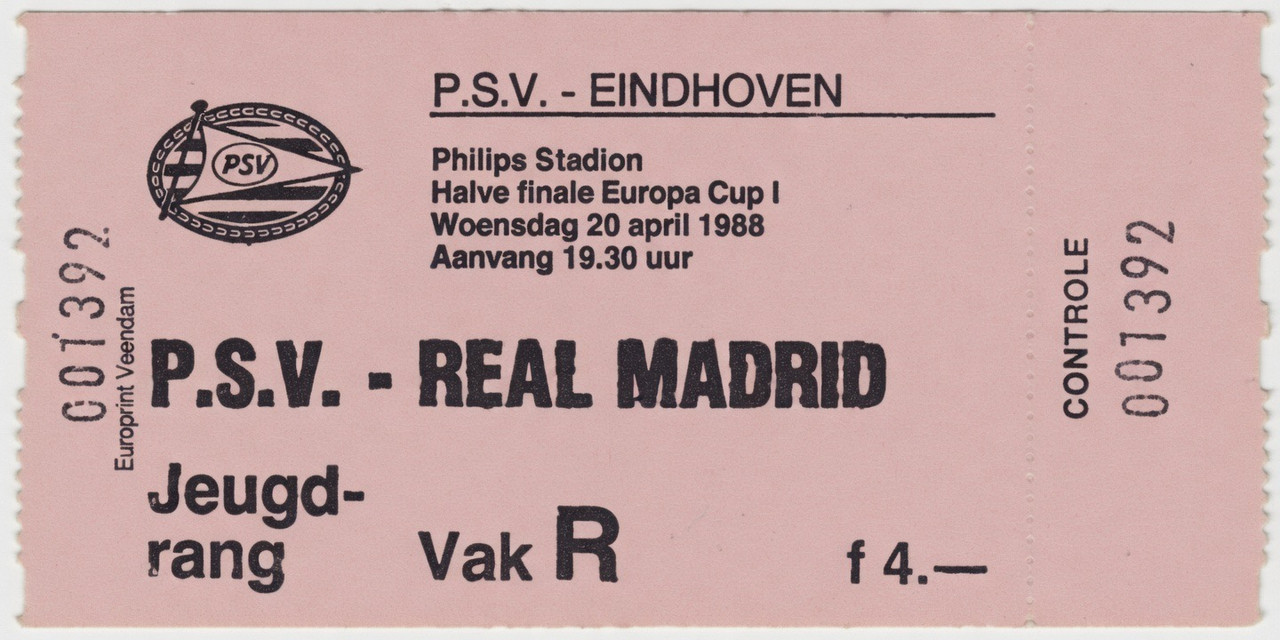 P.S.V. - EINDHOVEN
PSV
Philips Stadion
Halve finale Europa Cup I
Woensdag 20 april 1988
Aanvang 19.30 uur
001392
Europrint Veendam
P.S.V. - REAL MADRID
Jeugd-
rang
Vak R
f 4.—
CONTROLE
001392